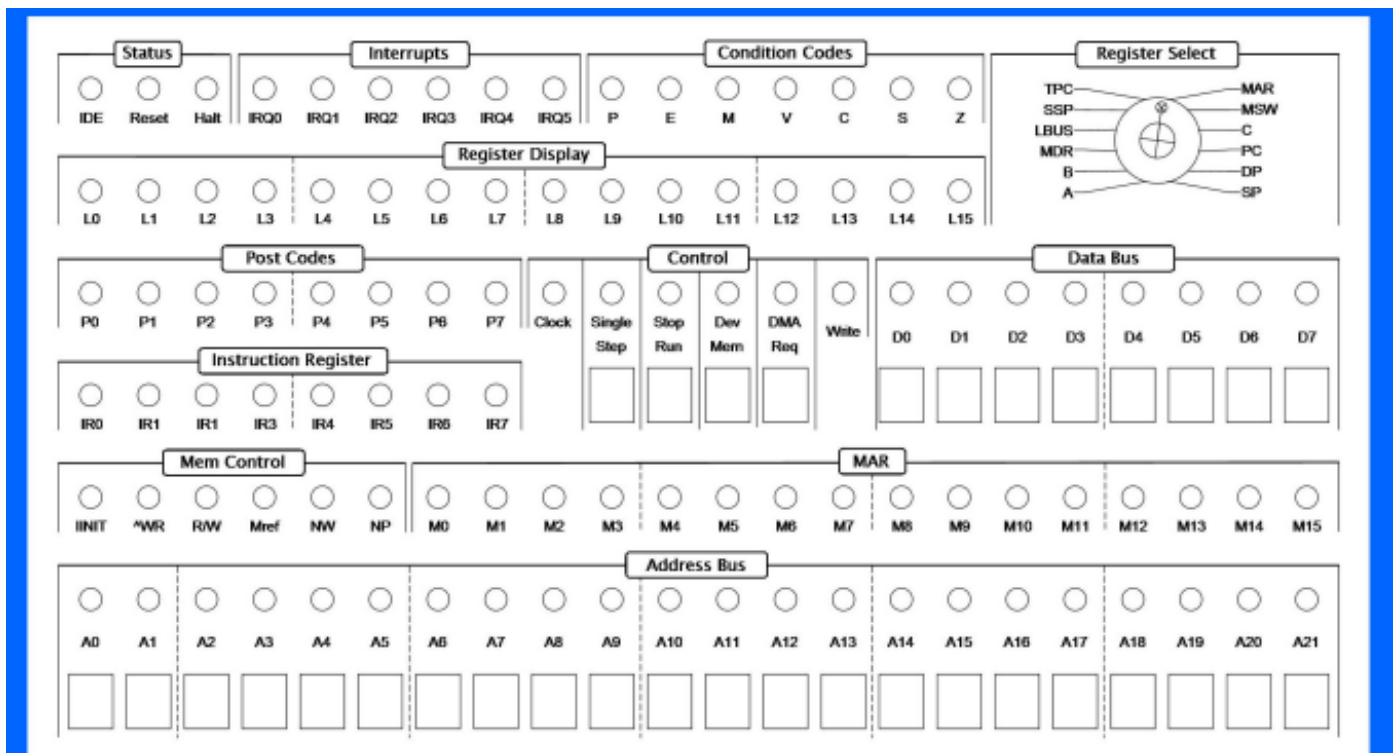 Status Interrupts Condition Codes Register Select
IDE Reset Halt IRQ0 IRQ1 IRQ2 IRQ3 IRQ4 IRQ5 P E M V C S Z
TPC MAR
SSP MSW
LBUS C
MDR PC
B DP
A SP
Register Display
L0 L1 L2 L3 L4 L5 L6 L7 L8 L9 L10 L11 L12 L13 L14 L15
Post Codes Control Data Bus
P0 P1 P2 P3 P4 P5 P6 P7 Clock Single Stop Dev DMA Write D0 D1 D2 D3 D4 D5 D6 D7
Step Run Mem Req
Instruction Register
IR0 IR1 IR1 IR3 IR4 IR5 IR6 IR7
Mem Control MAR
IINIT ^WR R/W Mref NW NP M0 M1 M2 M3 M4 M5 M6 M7 M8 M9 M10 M11 M12 M13 M14 M15
Address Bus
A0 A1 A2 A3 A4 A5 A6 A7 A8 A9 A10 A11 A12 A13 A14 A15 A16 A17 A18 A19 A20 A21